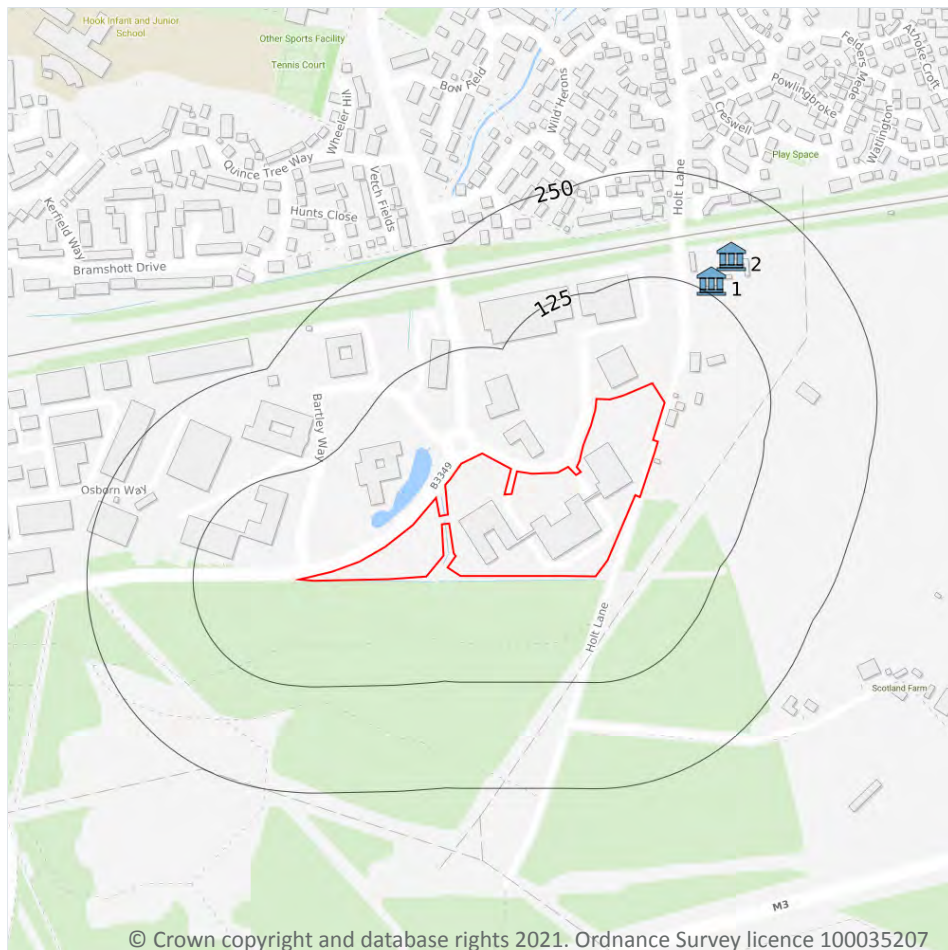 Hook Infant and Junior
School
Other Sports Facility
Tennis Court
Bow Field
Wild Herons
Wheeler Hill
Felders Mede
Athoke Croft
Powlingbroke
Creswell
Watlington
Play Space
Quince Tree Way
Vetch Fields
Holt Lane
Kerfield Way
Hunts Close
250
Bramshott Drive
2
1
125
Bartley Way
B3349
Osborn Way
Holt Lane
Scotland Farm
M3
© Crown copyright and database rights 2021. Ordnance Survey licence 100035207